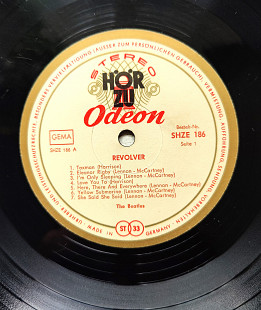 STEREO
HÖR
ZU
Odeon
Bestell-Nr.
SHZE 186
Seite 1
GEMA
SHZE 186 A
REVOLVER
1. Taxman (Harrison)
2. Eleanor Rigby (Lennon - McCartney)
3. I'm Only Sleeping (Lennon - McCartney)
4. Love You To (Harrison)
5. Here, There And Everywhere (Lennon - McCartney)
6. Yellow Submarine (Lennon - McCartney)
7. She Said She Said (Lennon - McCartney)
The Beatles
ST 33
MADE IN GERMANY